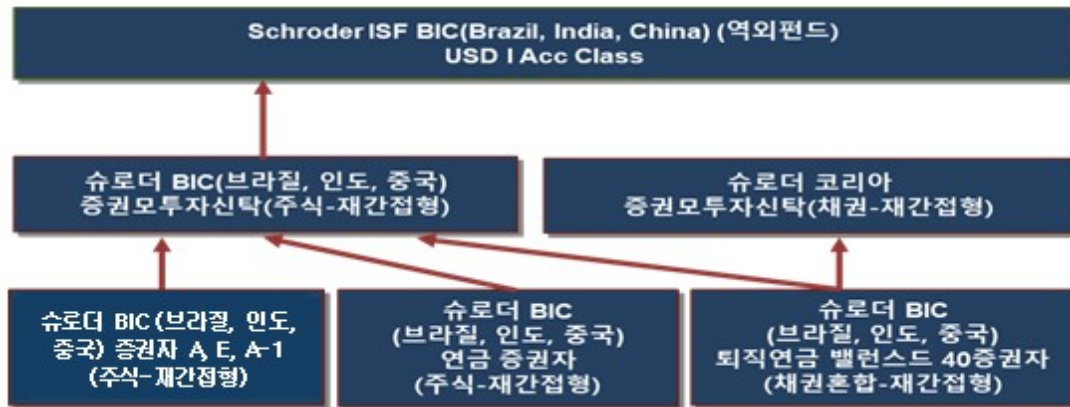 Schroder ISF BIC(Brazil, India, China) (역외펀드)
USD I Acc Class
슈로더 BIC(브라질, 인도, 중국)
증권모투자신탁(주식-재간접형)
슈로더 코리아
증권모투자신탁(채권-재간접형)
슈로더 BIC (브라질, 인도,
중국) 증권자 A, E, A-1
(주식-재간접형)
슈로더 BIC
(브라질, 인도, 중국)
연금 증권자
(주식-재간접형)
슈로더 BIC
(브라질, 인도, 중국)
퇴직연금 밸런스드 40증권자
(채권혼합-재간접형)